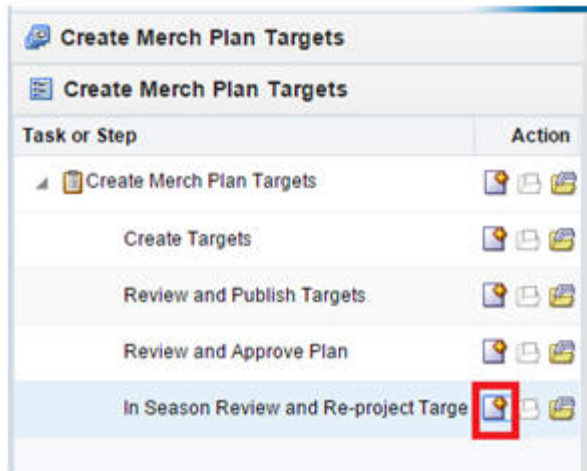 Create Merch Plan Targets
Create Merch Plan Targets
Task or Step Action
Create Merch Plan Targets
Create Targets
Review and Publish Targets
Review and Approve Plan
In Season Review and Re-project Targe